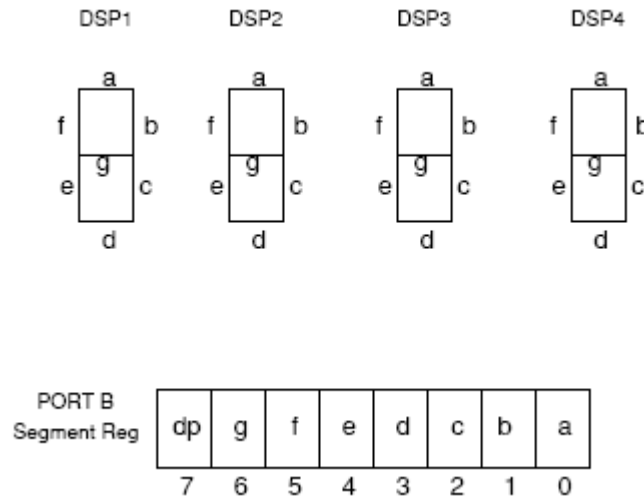 DSP1 DSP2 DSP3 DSP4
a a a a
f b f b f b f b
g g g g
e c e c e c e c
d d d d
PORT B
Segment Reg dp g f e d c b a
7 6 5 4 3 2 1 0